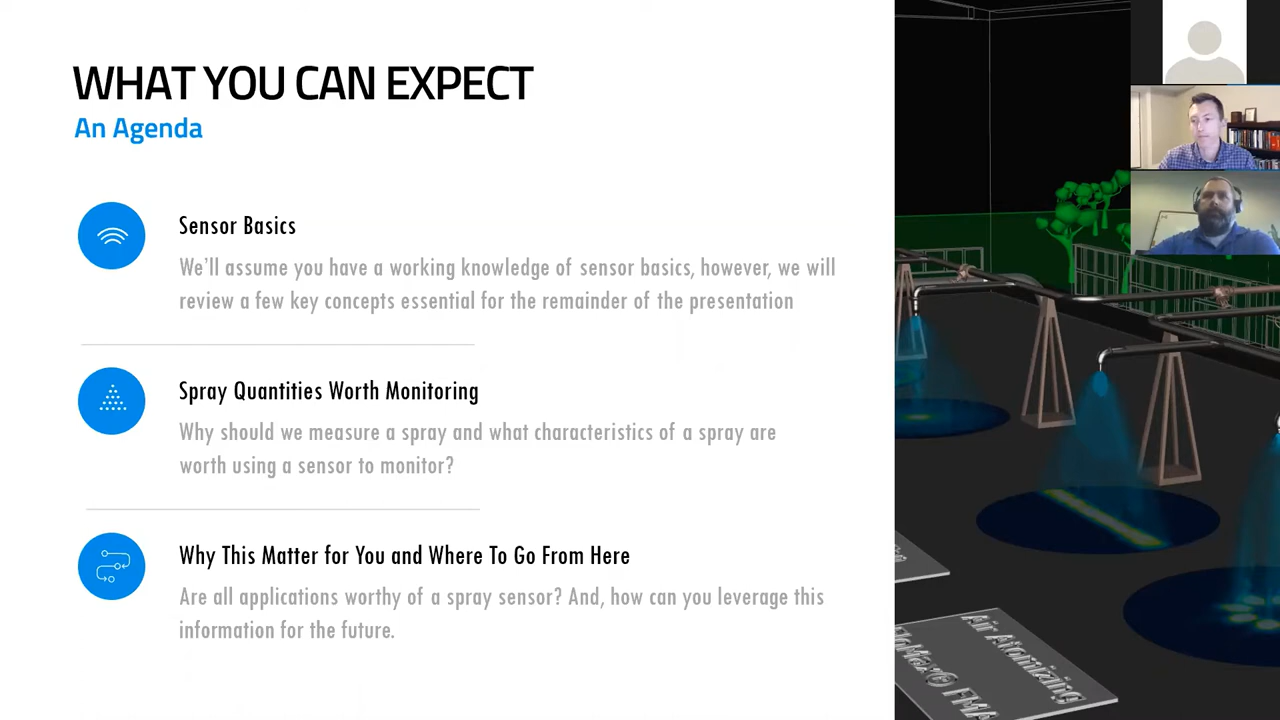 WHAT YOU CAN EXPECT
An Agenda
Sensor Basics
We'll assume you have a working knowledge of sensor basics, however, we will
review a few key concepts essential for the remainder of the presentation
Spray Quantities Worth Monitoring
Why should we measure a spray and what characteristics of a spray are
worth using a sensor to monitor?
Why This Matter for You and Where To Go From Here
Are all applications worthy of a spray sensor? And, how can you leverage this
information for the future.
Air Atomizing
FloMax® FMA